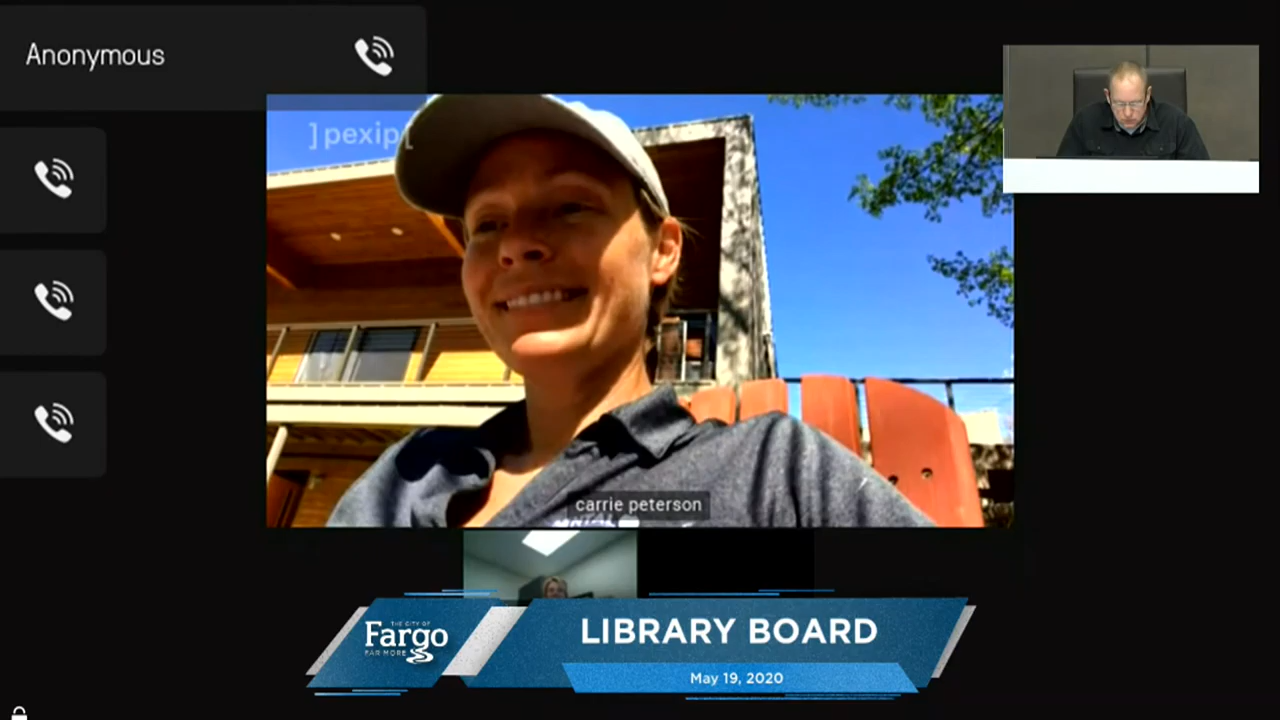 Anonymous
]pexip[
carrie peterson
THE CITY OF
Fargo
FAR MORE
LIBRARY BOARD
May 19, 2020